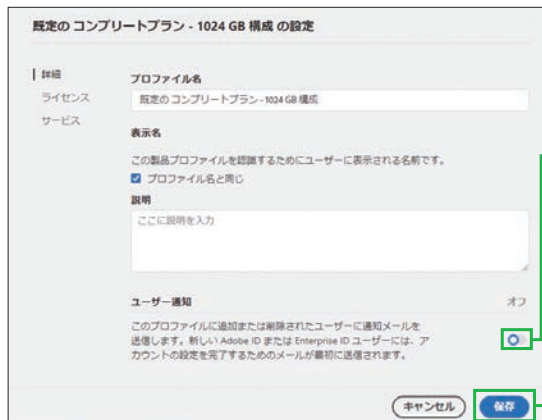 既定の コンプリートプラン - 1024 GB 構成 の設定
詳細
ライセンス
サービス
プロファイル名
既定の コンプリートプラン - 1024 GB 構成
表示名
この製品プロファイルを認識するためにユーザーに表示される名前です。
プロファイル名と同じ
説明
ここに説明を入力
ユーザー通知
オフ
このプロファイルに追加または削除されたユーザーに通知メールを
送信します。新しい Adobe ID または Enterprise ID ユーザーには、ア
カウントの設定を完了するためのメールが最初に送信されます。
キャンセル
保存